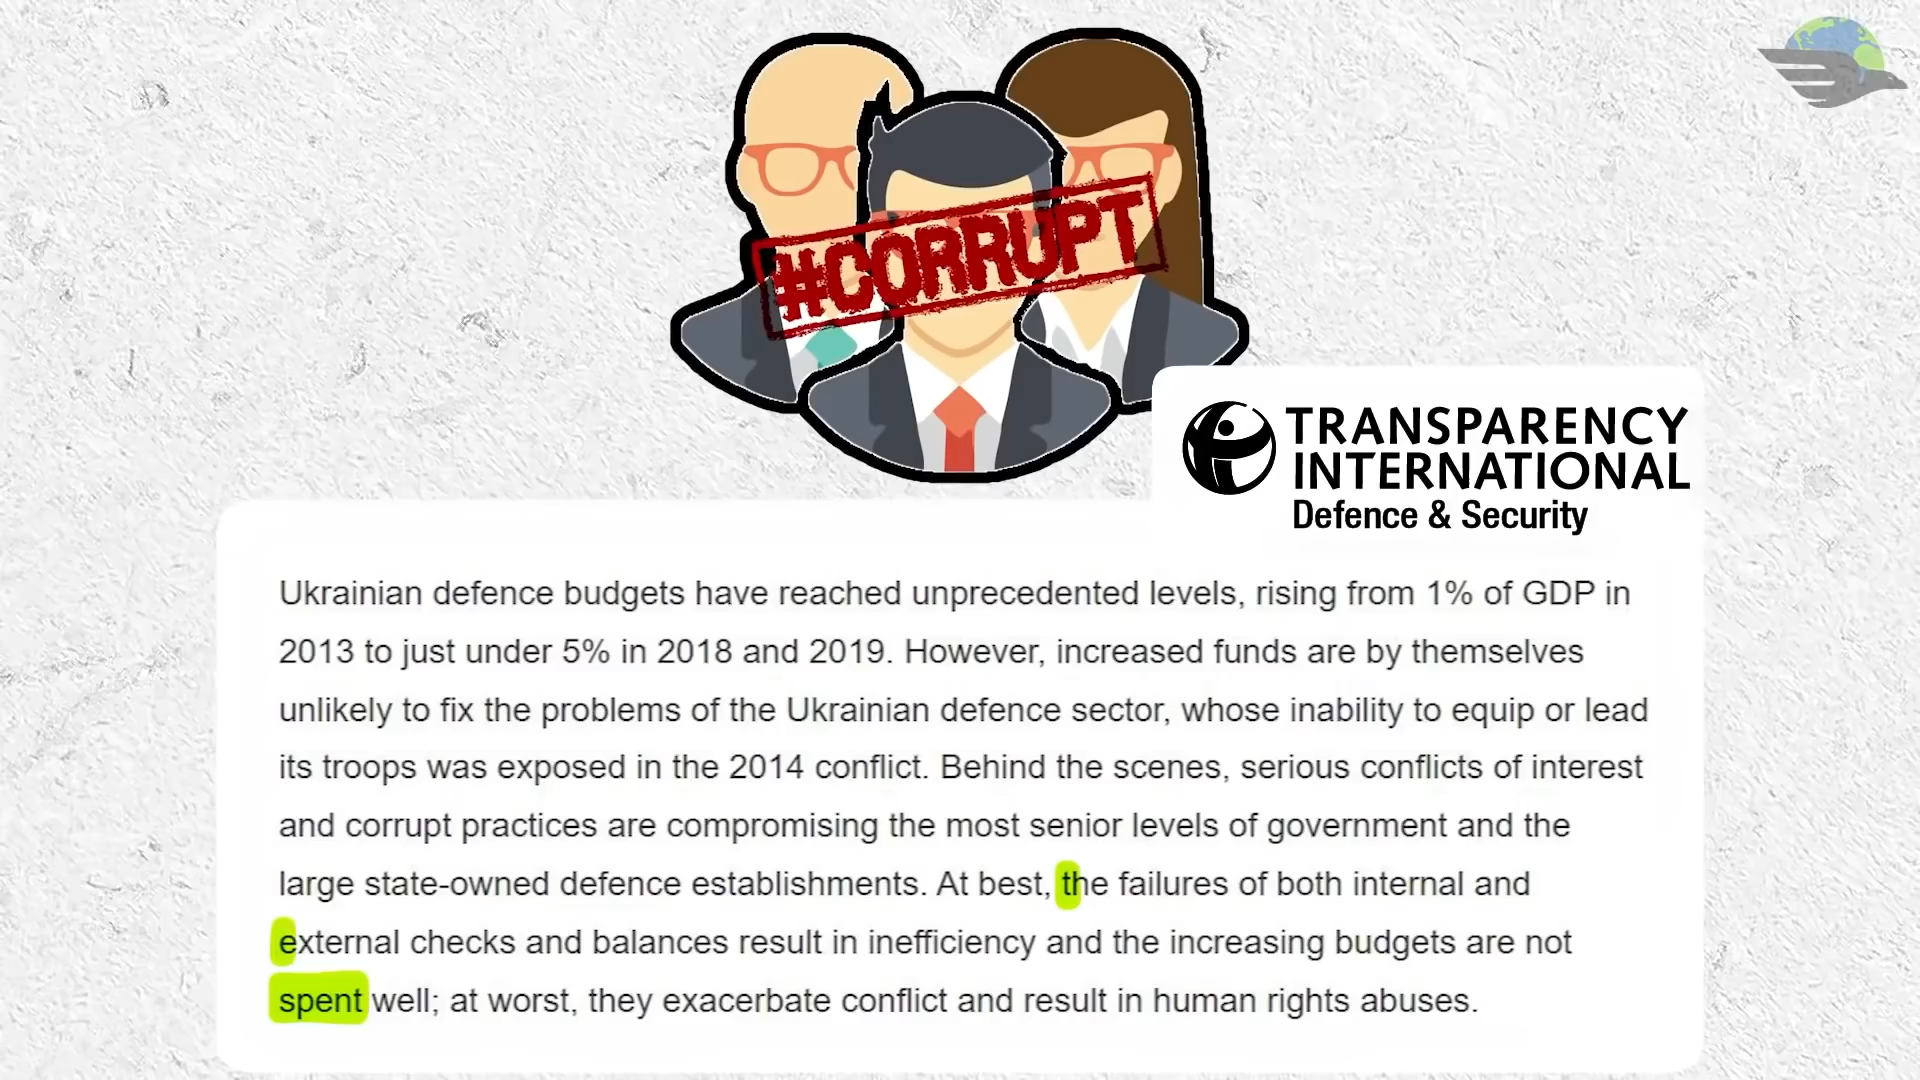 #CORRUPT
TRANSPARENCY
INTERNATIONAL
Defence & Security
Ukrainian defence budgets have reached unprecedented levels, rising from 1% of GDP in
2013 to just under 5% in 2018 and 2019. However, increased funds are by themselves
unlikely to fix the problems of the Ukrainian defence sector, whose inability to equip or lead
its troops was exposed in the 2014 conflict. Behind the scenes, serious conflicts of interest
and corrupt practices are compromising the most senior levels of government and the
large state-owned defence establishments. At best, the failures of both internal and
external checks and balances result in inefficiency and the increasing budgets are not
spent well; at worst, they exacerbate conflict and result in human rights abuses.